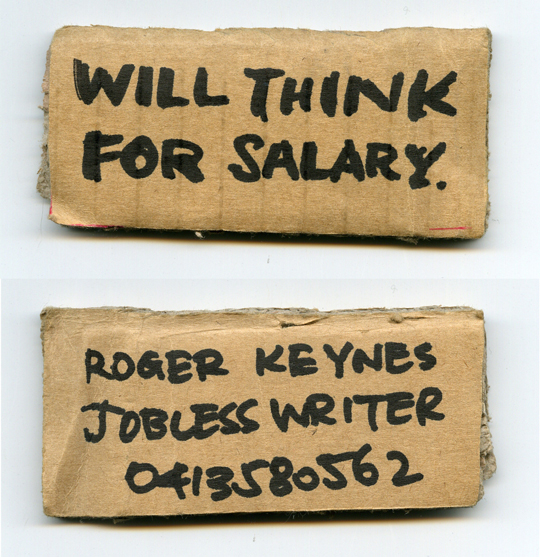 WILL THINK
FOR SALARY.
ROGER KEYNES
JOBLESS WRITER
0413580562